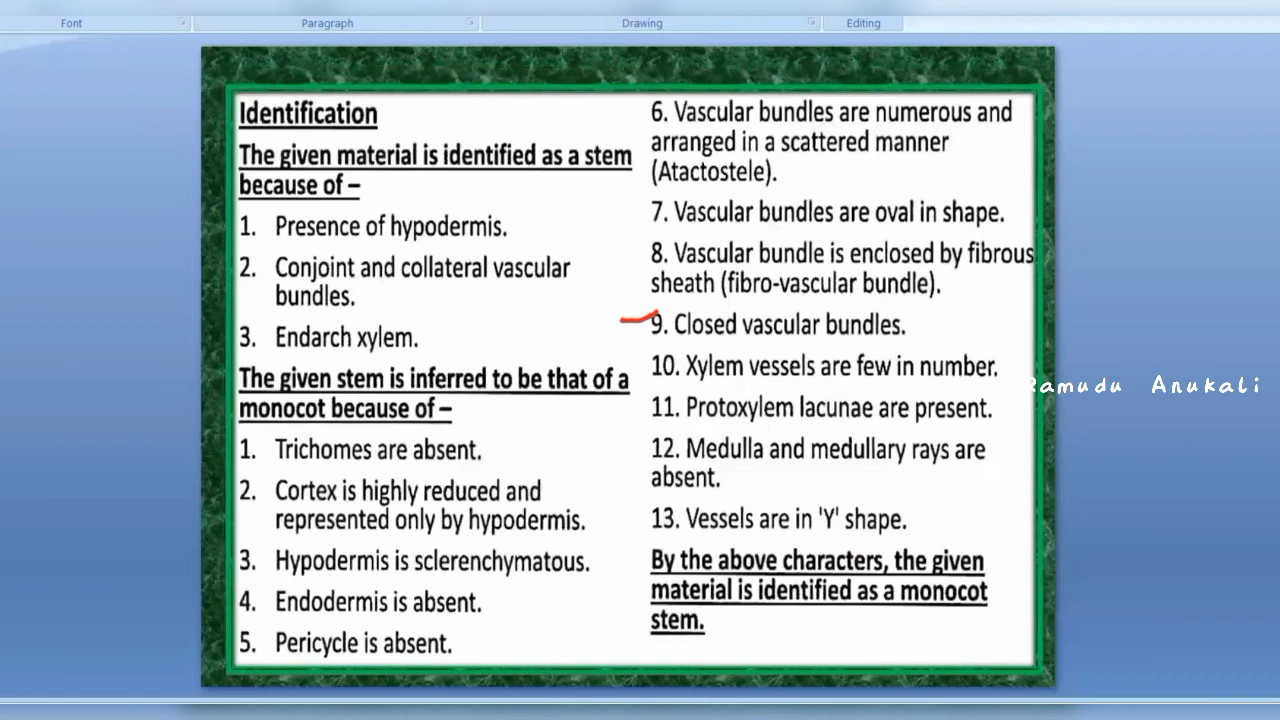 Font
Paragraph
Drawing
Editing
Identification
The given material is identified as a stem
because of –
1. Presence of hypodermis.
2. Conjoint and collateral vascular
bundles.
3. Endarch xylem.
The given stem is inferred to be that of a
monocot because of –
1. Trichomes are absent.
2. Cortex is highly reduced and
represented only by hypodermis.
3. Hypodermis is sclerenchymatous.
4. Endodermis is absent.
5. Pericycle is absent.
6. Vascular bundles are numerous and
arranged in a scattered manner
(Atactostele).
7. Vascular bundles are oval in shape.
8. Vascular bundle is enclosed by fibrous
sheath (fibro-vascular bundle).
9. Closed vascular bundles.
10. Xylem vessels are few in number.
11. Protoxylem lacunae are present.
12. Medulla and medullary rays are
absent.
13. Vessels are in 'Y' shape.
By the above characters, the given
material is identified as a monocot
stem.
Ramudu Anukali